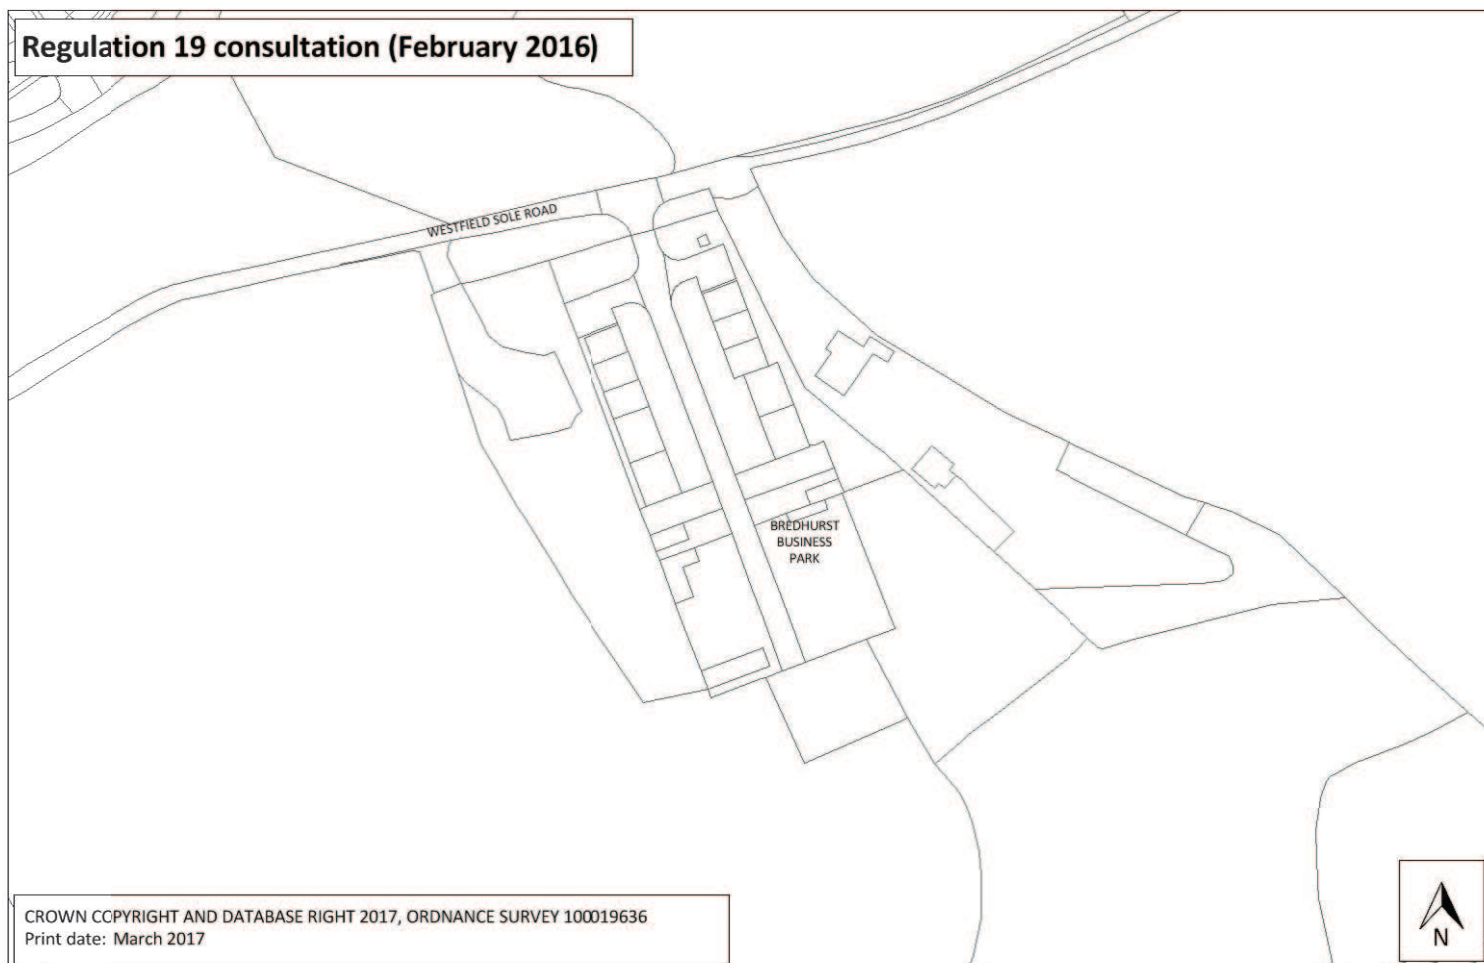 Regulation 19 consultation (February 2016)
WESTFIELD SOLE ROAD
BREDHURST
BUSINESS
PARK
CROWN COPYRIGHT AND DATABASE RIGHT 2017, ORDNANCE SURVEY 100019636
Print date: March 2017
N